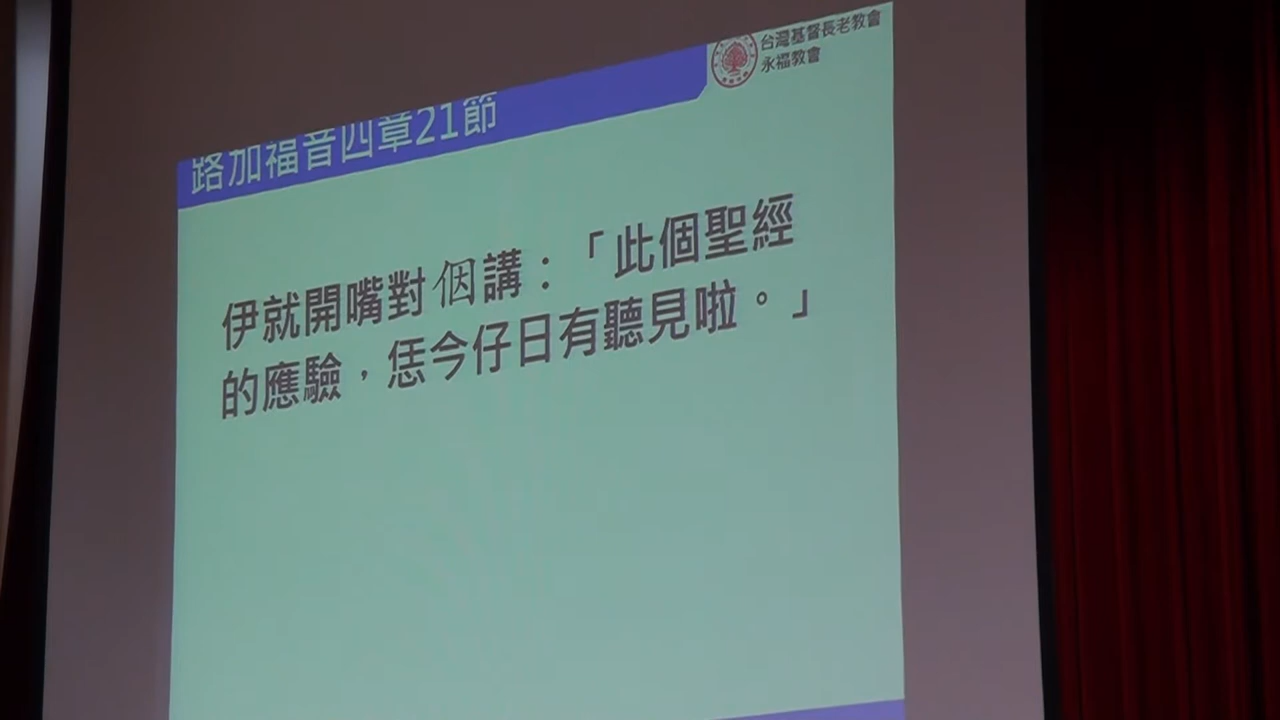 台灣基督長老教會
永福教會
路加福音四章21節
伊就開嘴對𪜶講：「此個聖經
的應驗，恁今仔日有聽見啦。」